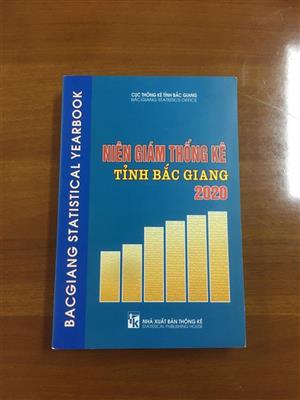 CỤC THỐNG KÊ TỈNH BẮC GIANG
BACGIANG STATISTICS OFFICE
NIÊN GIÁM THỐNG KÊ
TỈNH BẮC GIANG
2020
BACGIANG STATISTICAL YEARBOOK
NHÀ XUẤT BẢN THỐNG KÊ
STATISTICAL PUBLISHING HOUSE